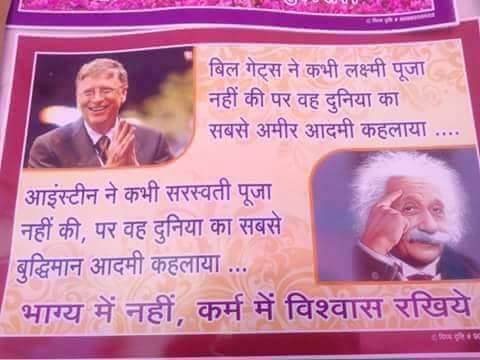 बिल गेट्स ने कभी लक्ष्मी पूजा
नहीं की पर वह दुनिया का
सबसे अमीर आदमी कहलाया ....
आइंस्टीन ने कभी सरस्वती पूजा
नहीं की, पर वह दुनिया का सबसे
बुद्धिमान आदमी कहलाया ...
भाग्य में नहीं, कर्म में विश्वास रखिये